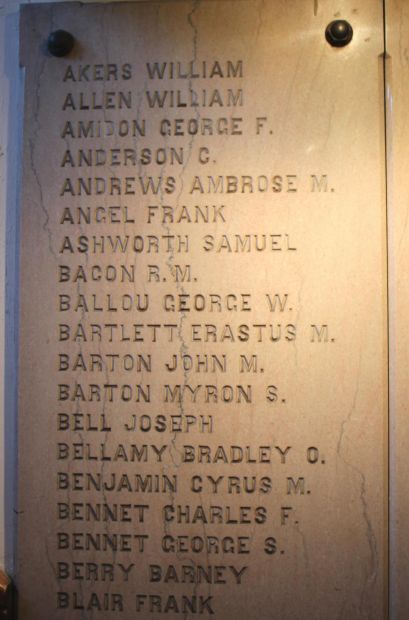 AKERS WILLIAM
ALLEN WILLIAM
AMIDON GEORGE F.
ANDERSON C.
ANDREWS AMBROSE M.
ANGEL FRANK
ASHWORTH SAMUEL
BACON R.M.
BALLOU GEORGE W.
BARTLETT ERASTUS M.
BARTON JOHN M.
BARTON MYRON S.
BELL JOSEPH
BELLAMY BRADLEY O.
BENJAMIN CYRUS M.
BENNET CHARLES F.
BENNET GEORGE S.
BERRY BARNEY
BLAIR FRANK